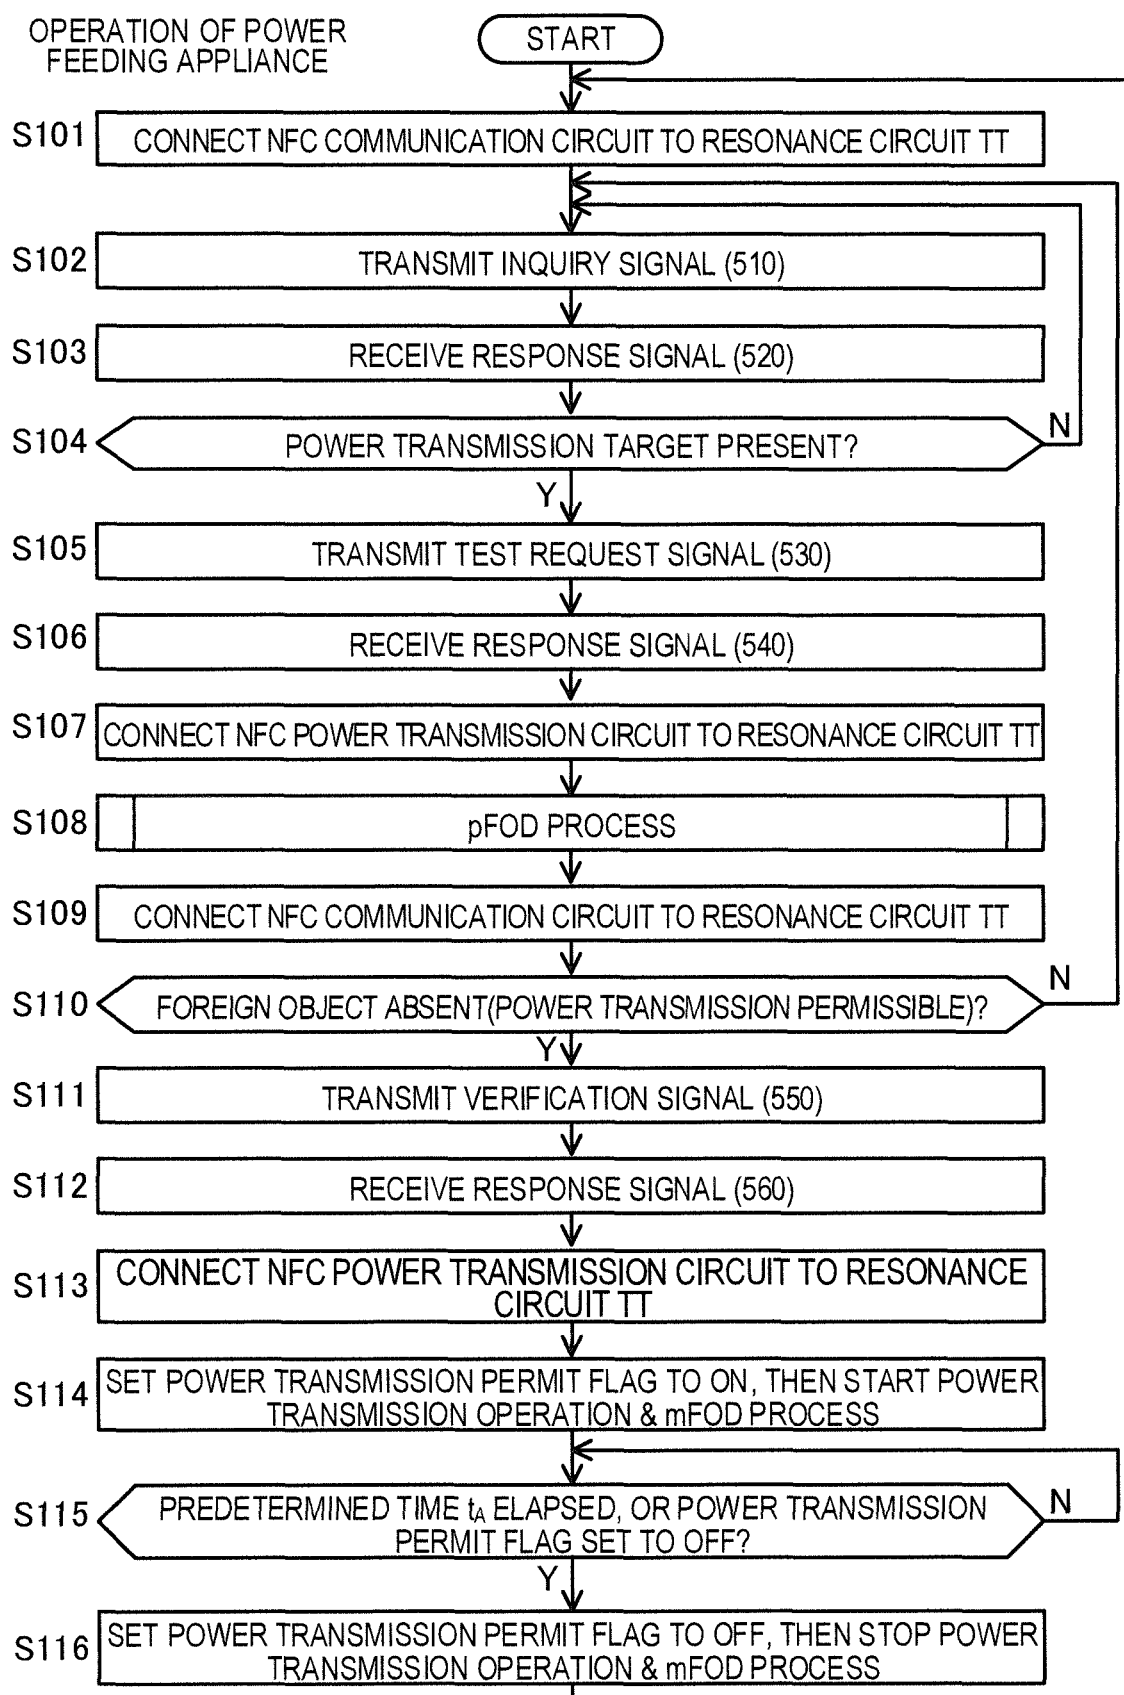 OPERATION OF POWER
FEEDING APPLIANCE
START
S101
CONNECT NFC COMMUNICATION CIRCUIT TO RESONANCE CIRCUIT TT
S102
TRANSMIT INQUIRY SIGNAL (510)
S103
RECEIVE RESPONSE SIGNAL (520)
S104
POWER TRANSMISSION TARGET PRESENT?
N
Y
S105
TRANSMIT TEST REQUEST SIGNAL (530)
S106
RECEIVE RESPONSE SIGNAL (540)
S107
CONNECT NFC POWER TRANSMISSION CIRCUIT TO RESONANCE CIRCUIT TT
S108
pFOD PROCESS
S109
CONNECT NFC COMMUNICATION CIRCUIT TO RESONANCE CIRCUIT TT
S110
FOREIGN OBJECT ABSENT(POWER TRANSMISSION PERMISSIBLE)?
N
Y
S111
TRANSMIT VERIFICATION SIGNAL (550)
S112
RECEIVE RESPONSE SIGNAL (560)
S113
CONNECT NFC POWER TRANSMISSION CIRCUIT TO RESONANCE
CIRCUIT TT
S114
SET POWER TRANSMISSION PERMIT FLAG TO ON, THEN START POWER
TRANSMISSION OPERATION & mFOD PROCESS
S115
PREDETERMINED TIME tA ELAPSED, OR POWER TRANSMISSION
PERMIT FLAG SET TO OFF?
N
Y
S116
SET POWER TRANSMISSION PERMIT FLAG TO OFF, THEN STOP POWER
TRANSMISSION OPERATION & mFOD PROCESS